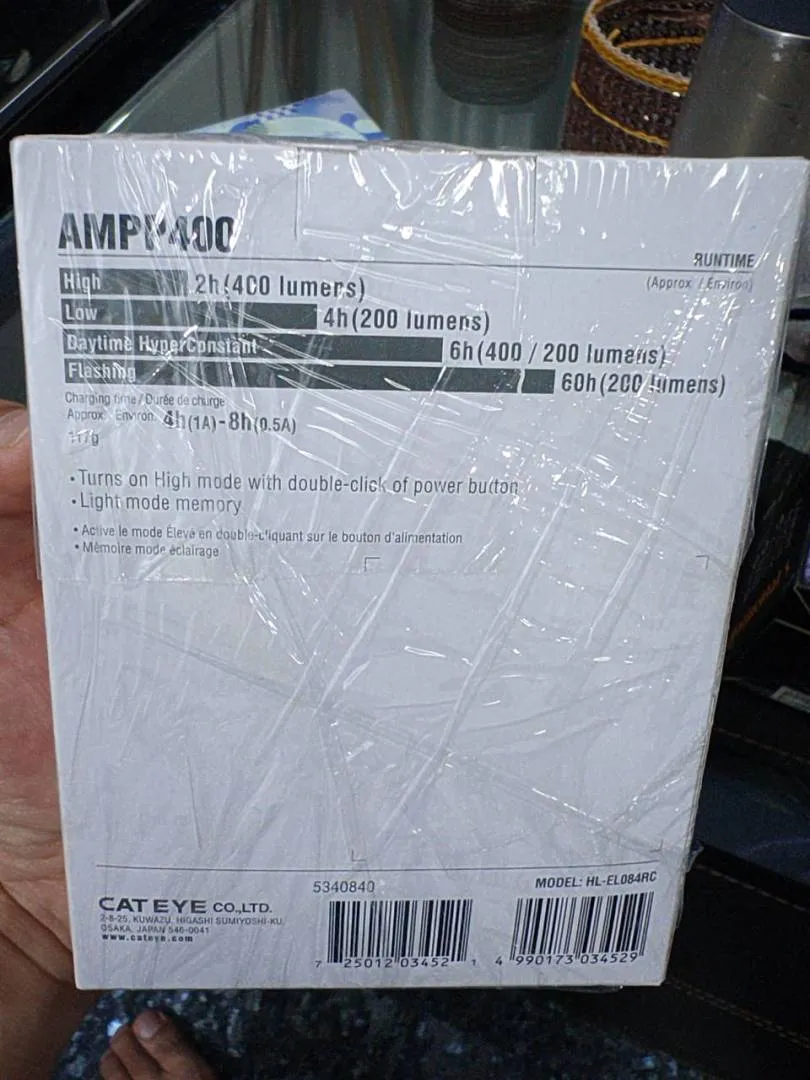 AMPP400
RUNTIME
(Approx. / Environ)
High 2h(400 lumens)
Low 4h(200 lumens)
Daytime HyperConstant 6h(400 / 200 lumens)
Flashing 60h(200 lumens)
Charging time / Durée de charge
Approx. Environ. 4h(1A)-8h(0.5A)
117g
• Turns on High mode with double-click of power button
• Light mode memory
• Active le mode Élevé en double-cliquant sur le bouton d'alimentation
• Mémoire mode éclairage
5340840
MODEL: HL-EL084RC
CATEYE CO.,LTD.
2-8-25, KUWAZU, HIGASHI SUMIYOSHI-KU,
OSAKA, JAPAN 546-0041
www.cateye.com
7 25012 03452 1
4 990173 034529